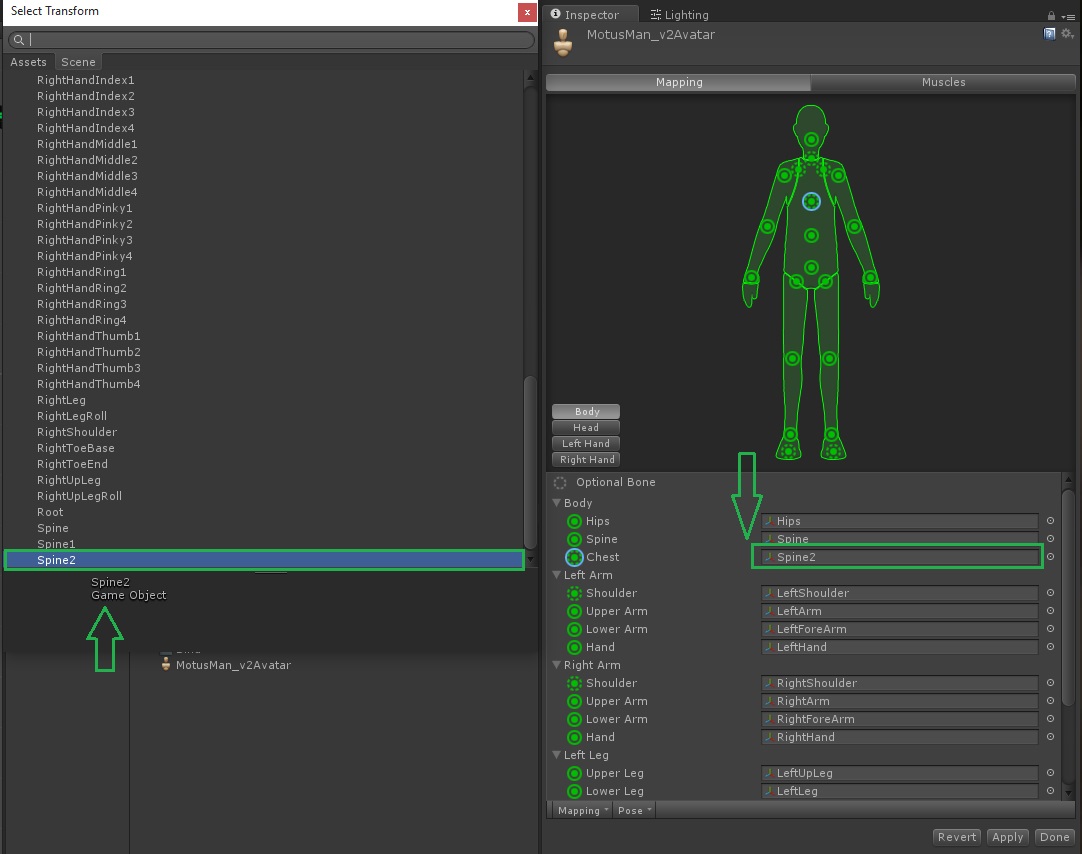 Select Transform
x
Assets
Scene
RightHandIndex1
RightHandIndex2
RightHandIndex3
RightHandIndex4
RightHandMiddle1
RightHandMiddle2
RightHandMiddle3
RightHandMiddle4
RightHandPinky1
RightHandPinky2
RightHandPinky3
RightHandPinky4
RightHandRing1
RightHandRing2
RightHandRing3
RightHandRing4
RightHandThumb1
RightHandThumb2
RightHandThumb3
RightHandThumb4
RightLeg
RightLegRoll
RightShoulder
RightToeBase
RightToeEnd
RightUpLeg
RightUpLegRoll
Root
Spine
Spine1
Spine2
Spine2
Game Object
MotusMan_v2Avatar
Inspector
Lighting
MotusMan_v2Avatar
Mapping
Muscles
Body
Head
Left Hand
Right Hand
Optional Bone
Body
Hips Hips
Spine Spine
Chest Spine2
Left Arm
Shoulder LeftShoulder
Upper Arm LeftArm
Lower Arm LeftForeArm
Hand LeftHand
Right Arm
Shoulder RightShoulder
Upper Arm RightArm
Lower Arm RightForeArm
Hand RightHand
Left Leg
Upper Leg LeftUpLeg
Lower Leg LeftLeg
Mapping Pose
Revert Apply Done